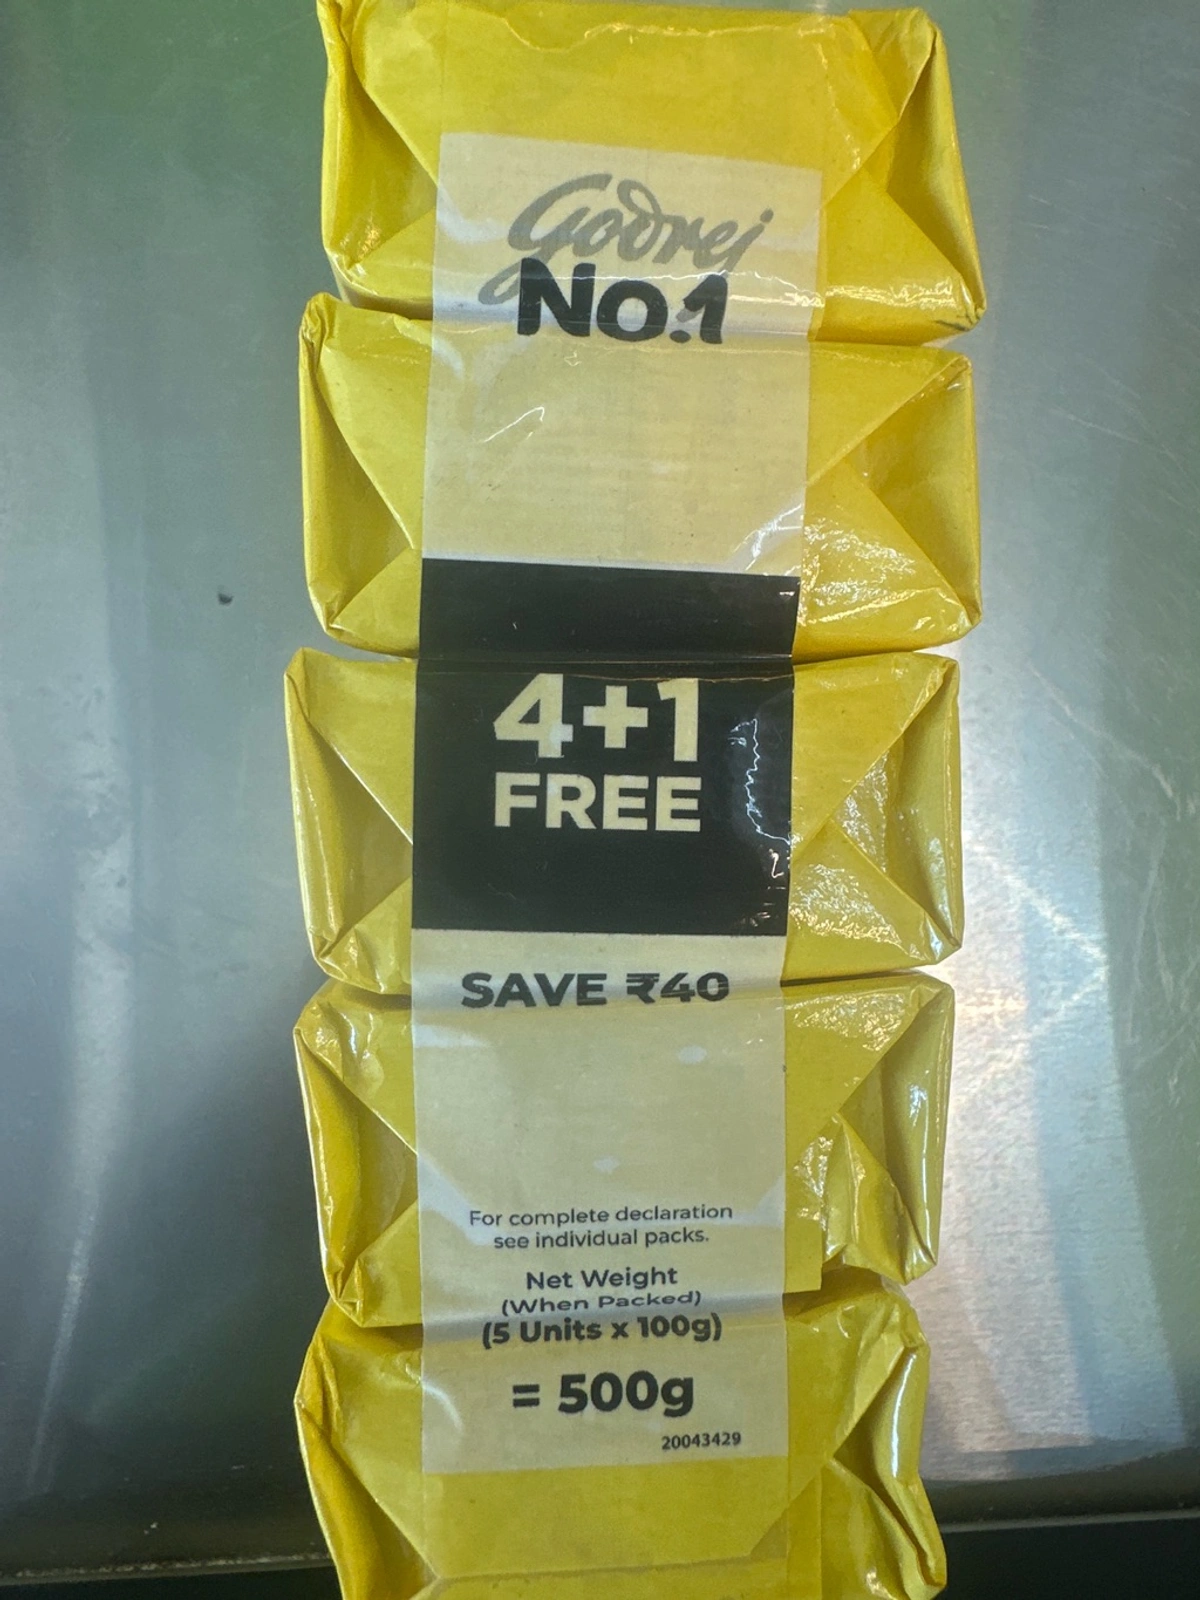 Godrej
No.1
4+1
FREE
SAVE ₹40
For complete declaration
see individual packs.
Net Weight
(When Packed)
(5 Units x 100g)
= 500g
20043429